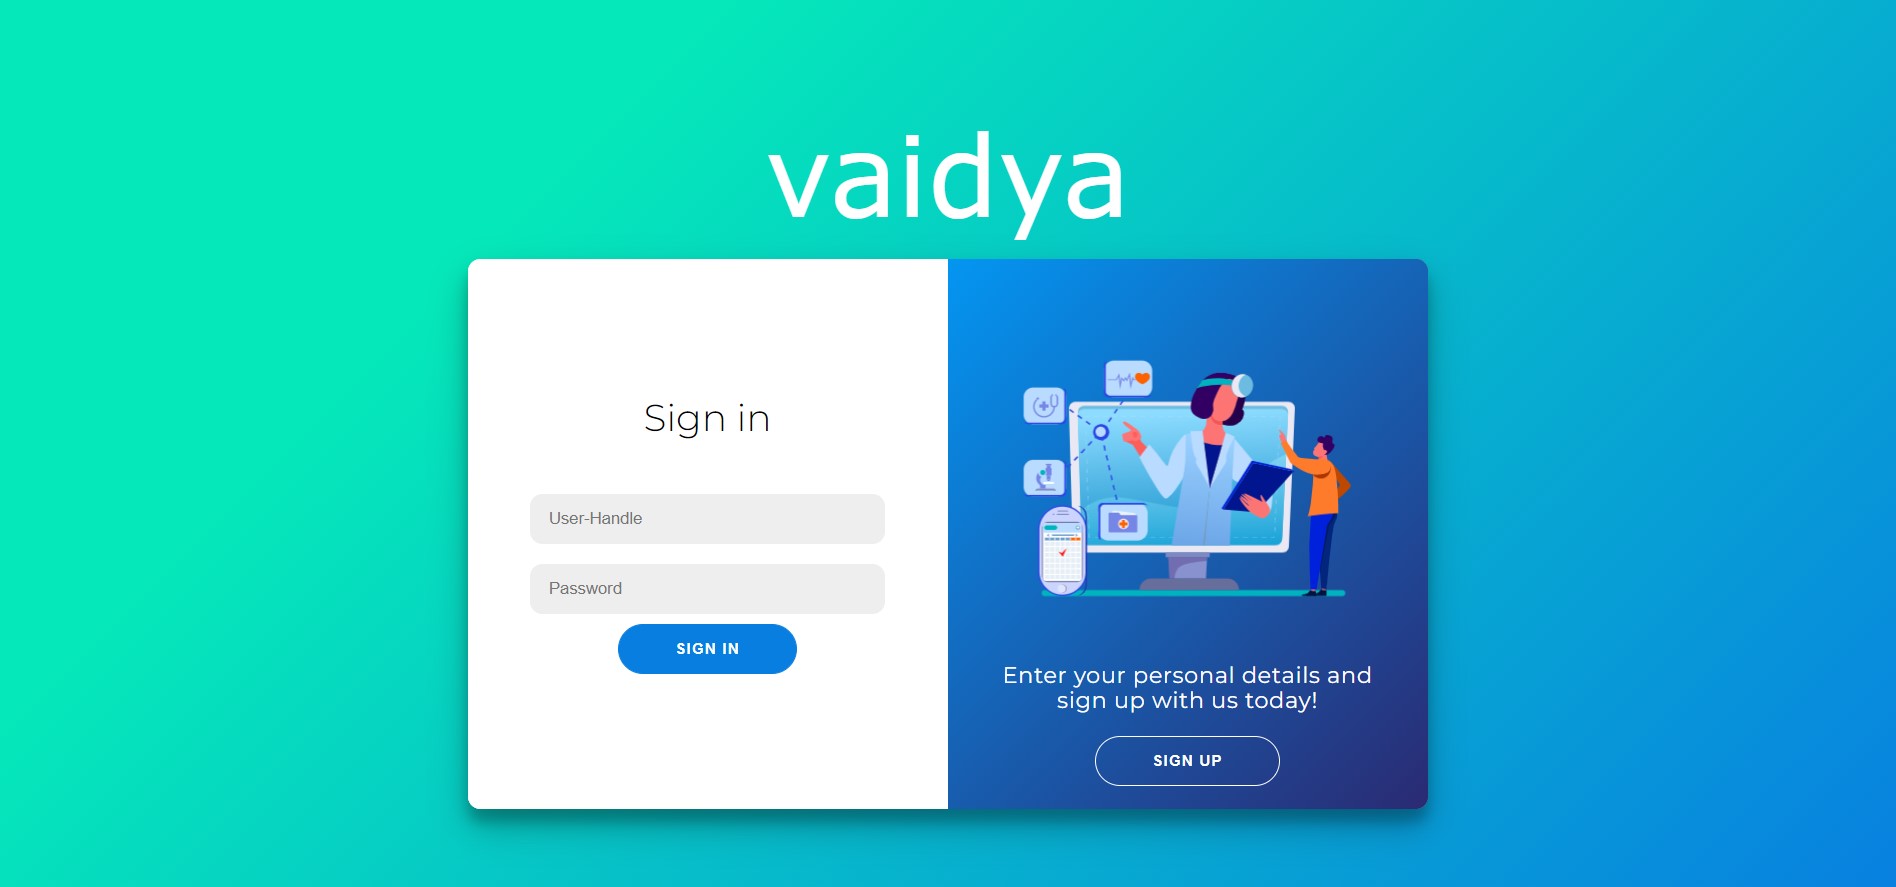 vaidya
Sign in
User-Handle
Password
SIGN IN
Enter your personal details and
sign up with us today!
SIGN UP